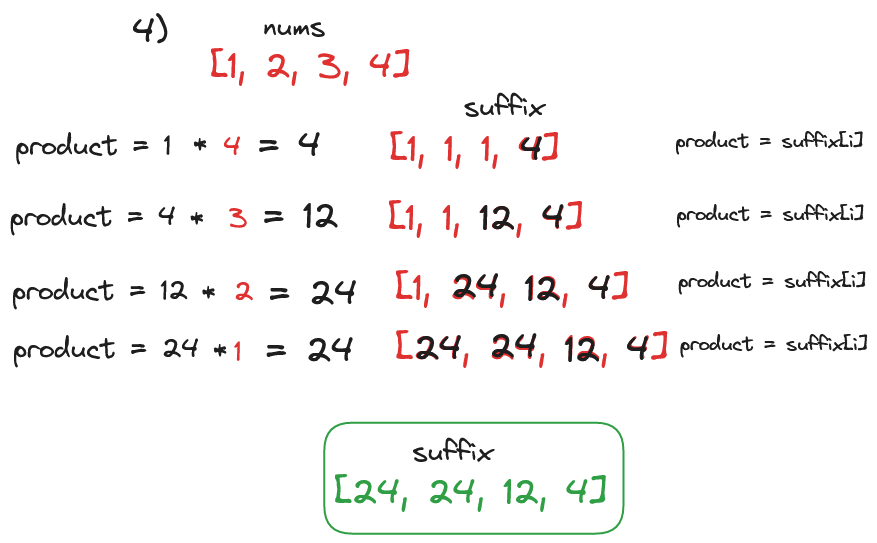 4) nums
[1, 2, 3, 4]
suffix
product = 1 * 4 = 4 [1, 1, 1, 4] product = suffix[i]
product = 4 * 3 = 12 [1, 1, 12, 4] product = suffix[i]
product = 12 * 2 = 24 [1, 24, 12, 4] product = suffix[i]
product = 24 * 1 = 24 [24, 24, 12, 4] product = suffix[i]
suffix
[24, 24, 12, 4]